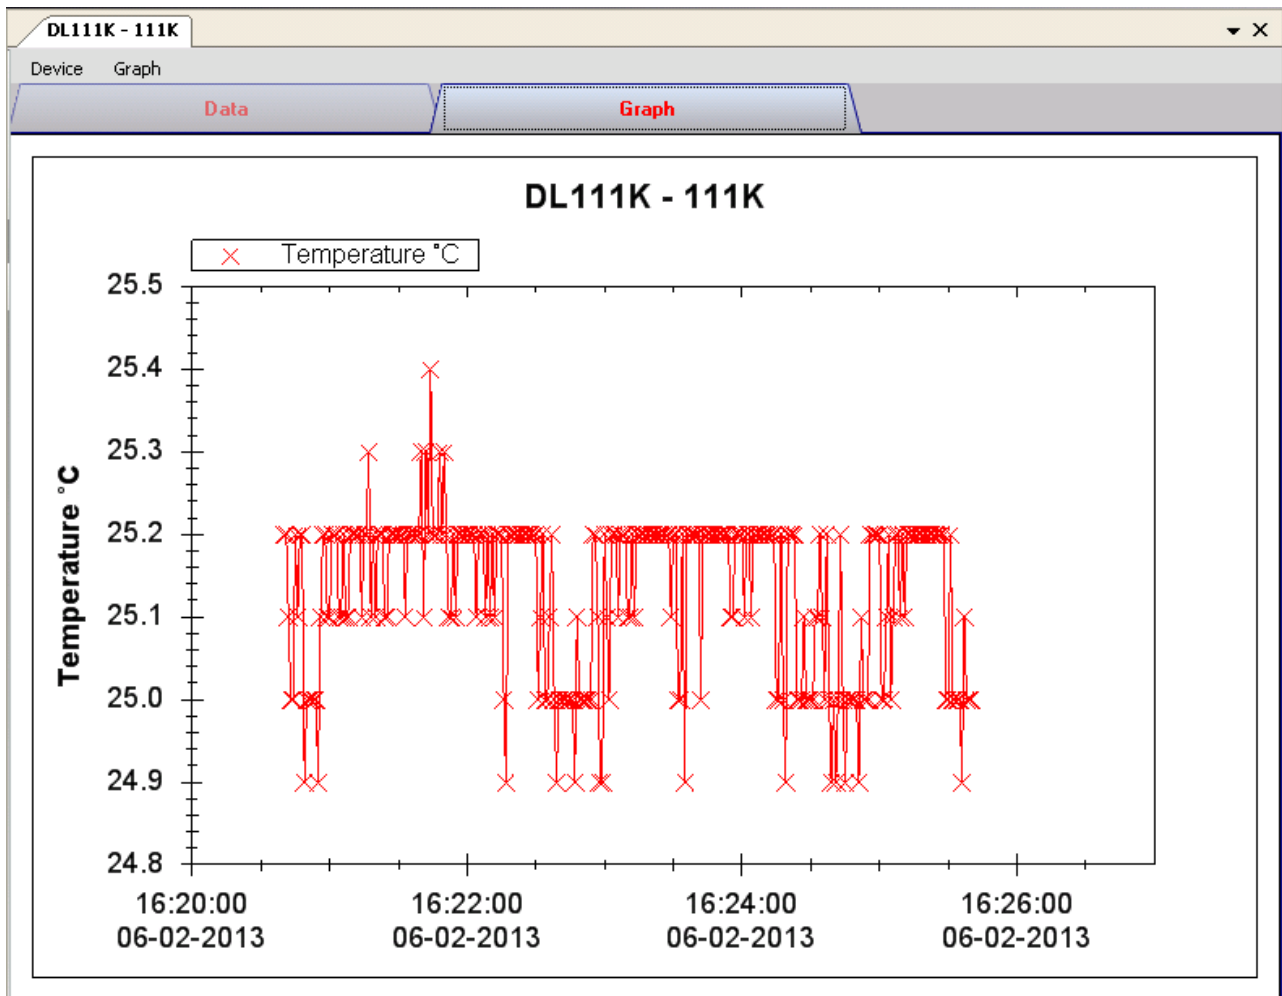 DL111K - 111K
Device Graph
Data Graph
DL111K - 111K
Temperature °C
25.5
25.4
25.3
25.2
25.1
25.0
24.9
24.8
Temperature °C
16:20:00 16:22:00 16:24:00 16:26:00
06-02-2013 06-02-2013 06-02-2013 06-02-2013